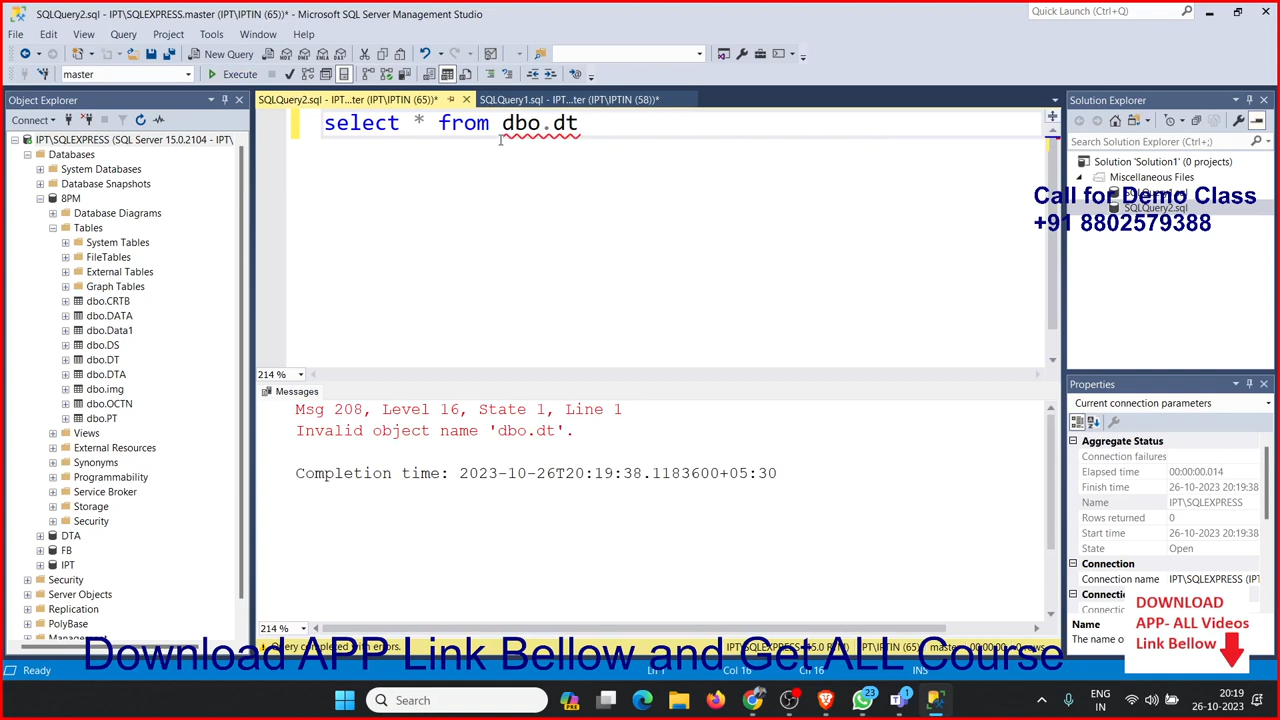 SQLQuery2.sql - IPT\SQLEXPRESS.master (IPT\IPTIN (65))* - Microsoft SQL Server Management Studio
Quick Launch (Ctrl+Q)
File Edit View Query Project Tools Window Help
New Query
master Execute
Object Explorer
SQLQuery2.sql - IPT...ter (IPT\IPTIN (65))* SQLQuery1.sql - IPT...ter (IPT\IPTIN (58))*
Solution Explorer
Connect
Search Solution Explorer (Ctrl+;)
IPT\SQLEXPRESS (SQL Server 15.0.2104 - IPT\
Databases
System Databases
Database Snapshots
8PM
Database Diagrams
Tables
System Tables
FileTables
External Tables
Graph Tables
dbo.CRTB
dbo.DATA
dbo.Data1
dbo.DS
dbo.DT
dbo.DTA
dbo.img
dbo.OCTN
dbo.PT
Views
External Resources
Synonyms
Programmability
Service Broker
Storage
Security
DTA
FB
IPT
Security
Server Objects
Replication
PolyBase
select * from dbo.dt
214 %
Messages
Msg 208, Level 16, State 1, Line 1
Invalid object name 'dbo.dt'.
Completion time: 2023-10-26T20:19:38.1183600+05:30
214 %
Solution 'Solution1' (0 projects)
Miscellaneous Files
SQLQuery2.sql
Call for Demo Class
+91 8802579388
Properties
Current connection parameters
Aggregate Status
Connection failures
Elapsed time 00:00:00.014
Finish time 26-10-2023 20:19:38
Name IPT\SQLEXPRESS
Rows returned 0
Start time 26-10-2023 20:19:38
State Open
Connection
Connection name IPT\SQLEXPRESS (IPT
Name
The name o
DOWNLOAD
APP- ALL Videos
Link Bellow
Download APP Link Bellow and Get ALL Course
Ready
Col 16 Ch 16 INS
Search
23
1
ENG
IN
20:19
26-10-2023